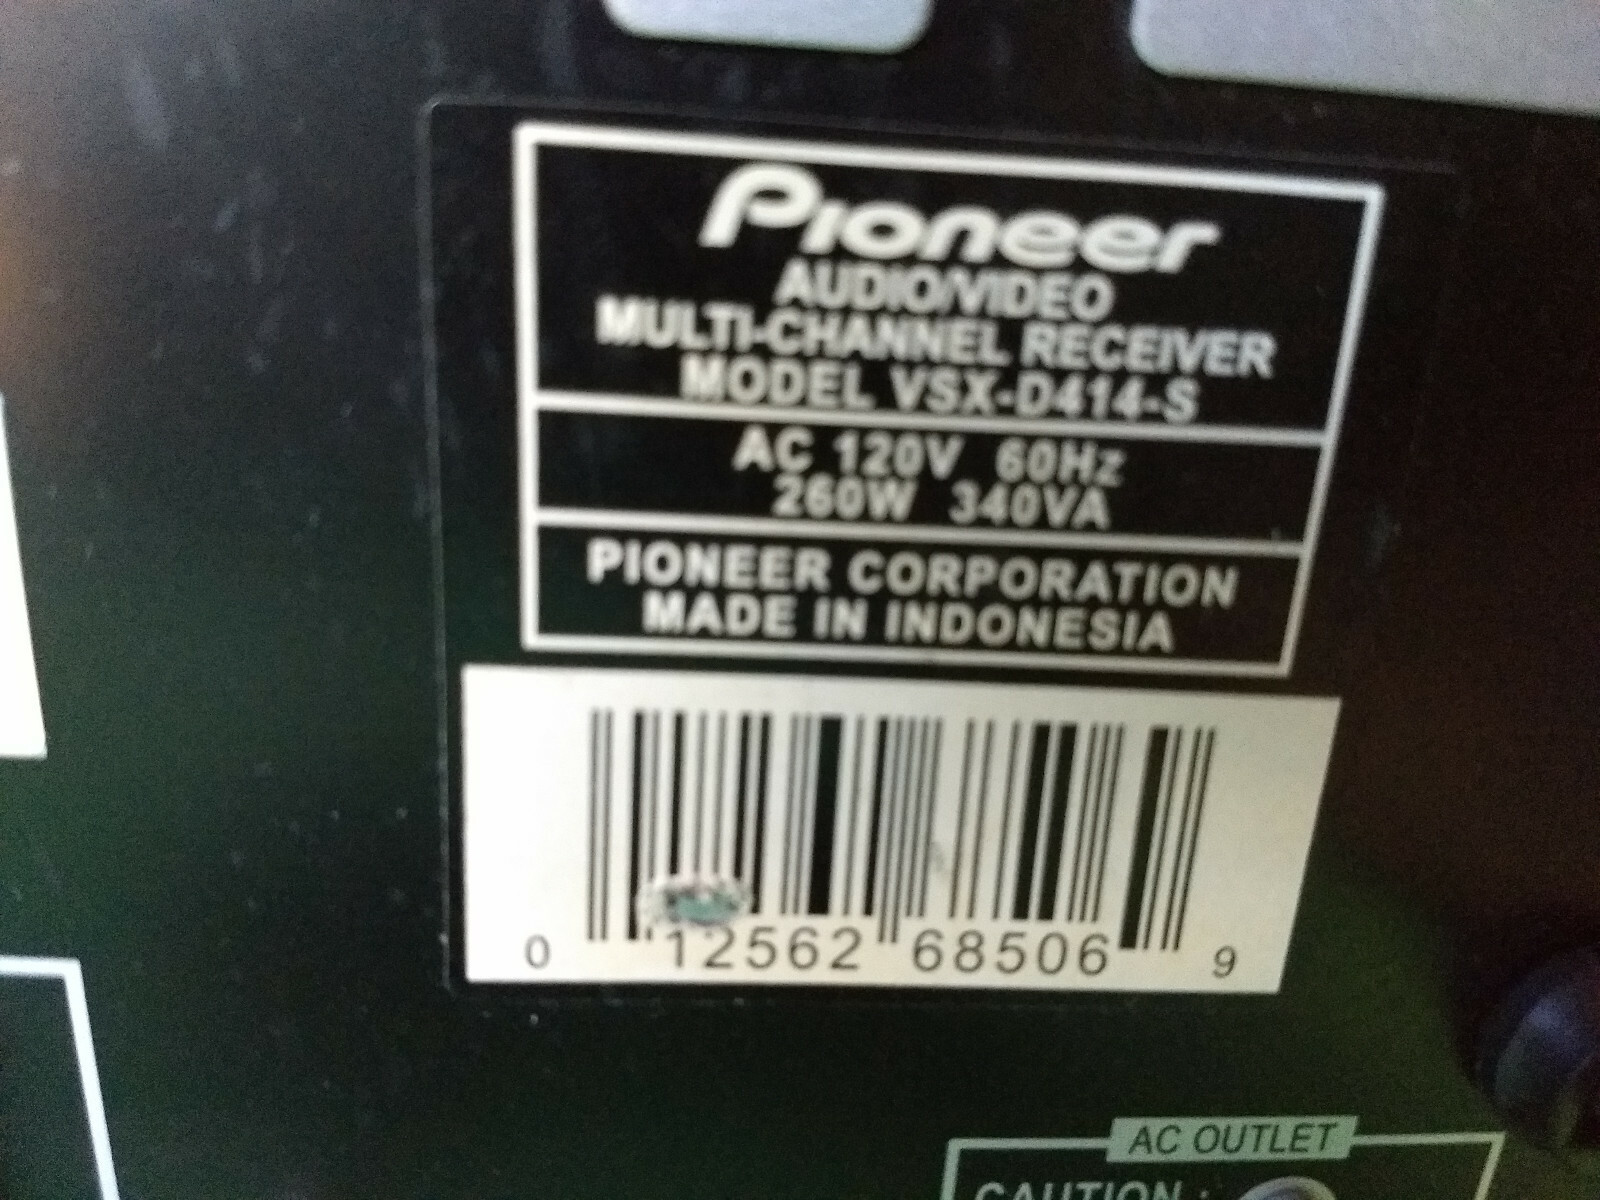 Pioneer
AUDIO/VIDEO
MULTI-CHANNEL RECEIVER
MODEL VSX-D414-S
AC 120V 60Hz
260W 340VA
PIONEER CORPORATION
MADE IN INDONESIA
0 12562 68506 9
AC OUTLET
CAUTION :